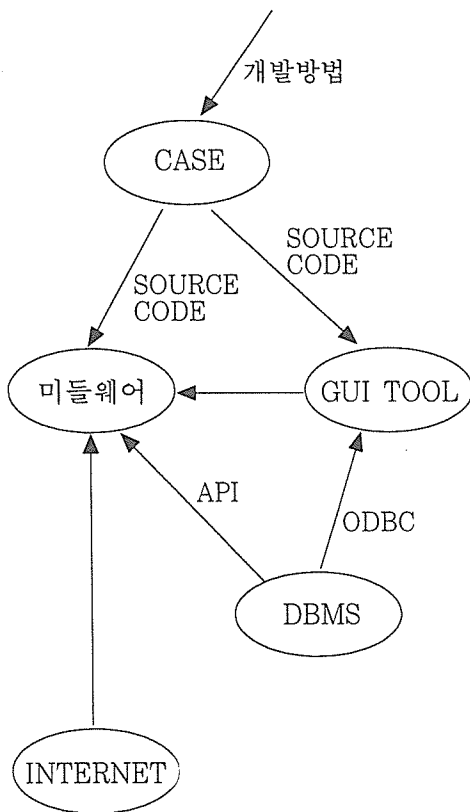 개발방법
CASE
SOURCE
CODE
SOURCE
CODE
미들웨어
GUI TOOL
API
ODBC
DBMS
INTERNET